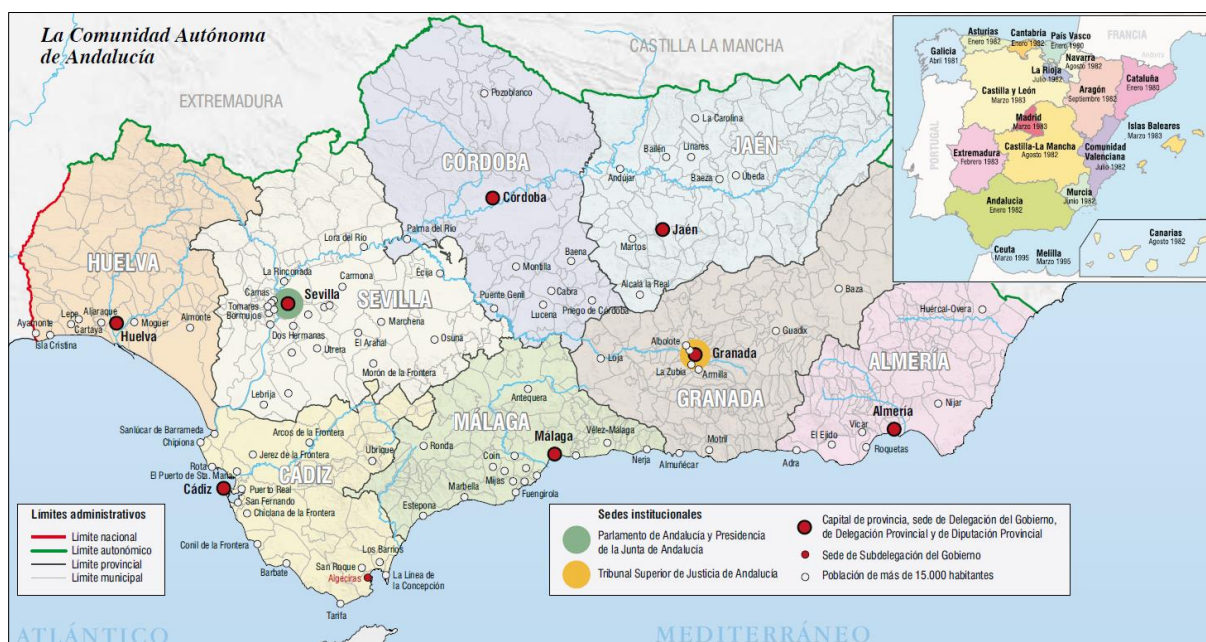 La Comunidad Autónoma
de Andalucía
EXTREMADURA
CASTILLA LA MANCHA
CÓRDOBA
Pozoblanco
Córdoba
Palma del Río
Montilla
Baena
Cabra
Puente Genil
Lucena
Priego de Córdoba
JAÉN
La Carolina
Bailén
Linares
Andujar
Baeza
Úbeda
Jaén
Martos
Alcalá la Real
HUELVA
Lepe
Aljaraque
Ayamonte
Cartaya
Moguer
Almonte
Isla Cristina
Huelva
SEVILLA
Lora del Río
La Rinconada
Carmona
Écija
Camas
Sevilla
Tomares
Bormujos
Marchena
Dos Hermanas
El Arahal
Osuna
Utrera
Morón de la Frontera
Lebrija
GRANADA
Baza
Guadix
Albolote
Granada
Loja
La Zubia
Armilla
Motril
Almuñécar
ALMERÍA
Huércal-Overa
Almería
Nijar
Vícar
El Ejido
Roquetas
Adra
MÁLAGA
Antequera
Málaga
Vélez-Málaga
Ronda
Coín
Nerja
Mijas
Marbella
Fuengirola
Estepona
CÁDIZ
Sanlúcar de Barrameda
Chipiona
Arcos de la Frontera
Ubrique
Rota
Jerez de la Frontera
El Puerto de Sta. María
Cádiz
Puerto Real
San Fernando
Chiclana de la Frontera
Conil de la Frontera
Los Barrios
San Roque
Barbate
Algeciras
La Línea de
la Concepción
Tarifa
ATLÁNTICO
MEDITERRÁNEO
Límites administrativos
Límite nacional
Límite autonómico
Límite provincial
Límite municipal
Sedes institucionales
Parlamento de Andalucía y Presidencia
de la Junta de Andalucía
Tribunal Superior de Justicia de Andalucía
Capital de provincia, sede de Delegación del Gobierno,
de Delegación Provincial y de Diputación Provincial
Sede de Subdelegación del Gobierno
Población de más de 15.000 habitantes
Asturias
Enero 1982
Cantabria
Enero 1982
País Vasco
Enero 1980
FRANCIA
Galicia
Abril 1981
Navarra
Agosto 1982
La Rioja
Julio 1982
Cataluña
Enero 1980
Castilla y León
Marzo 1983
Aragón
Septiembre 1982
Madrid
Marzo 1983
Islas Baleares
Marzo 1983
PORTUGAL
Extremadura
Febrero 1983
Castilla-La Mancha
Agosto 1982
Comunidad
Valenciana
Julio 1982
Andalucía
Enero 1982
Murcia
Junio 1982
Ceuta
Marzo 1995
Melilla
Marzo 1995
Canarias
Agosto 1982